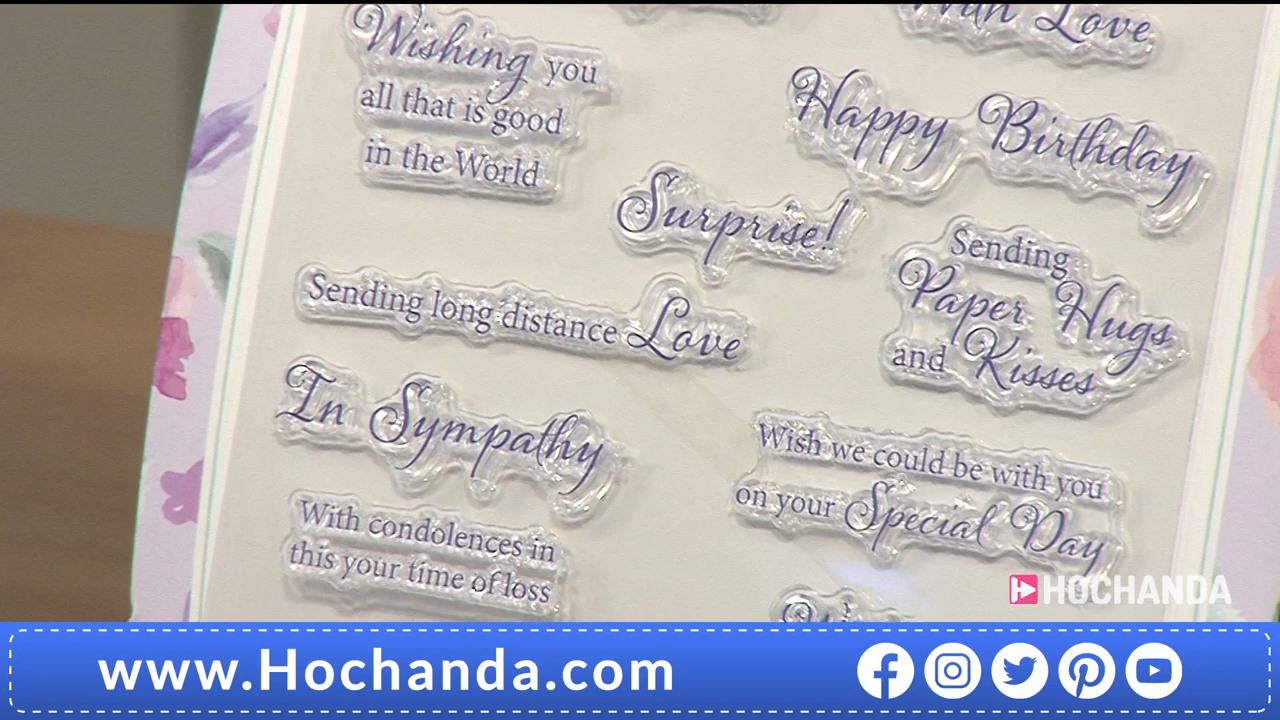 With Love
Wishing you
all that is good
in the World
Happy Birthday
Surprise!
Sending
Paper Hugs
and Kisses
Sending long distance Love
In Sympathy
Wish we could be with you
on your Special Day
With condolences in
this your time of loss
HOCHANDA
www.Hochanda.com